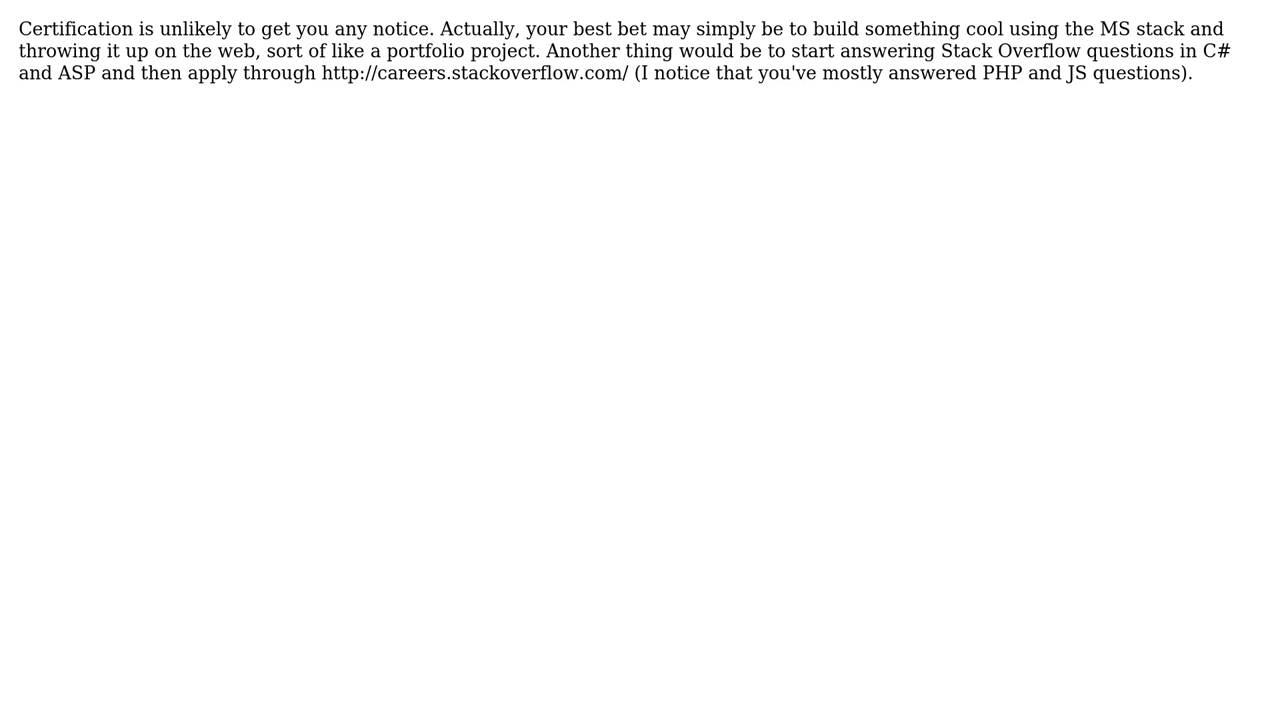 Certification is unlikely to get you any notice. Actually, your best bet may simply be to build something cool using the MS stack and
throwing it up on the web, sort of like a portfolio project. Another thing would be to start answering Stack Overflow questions in C#
and ASP and then apply through http://careers.stackoverflow.com/ (I notice that you've mostly answered PHP and JS questions).